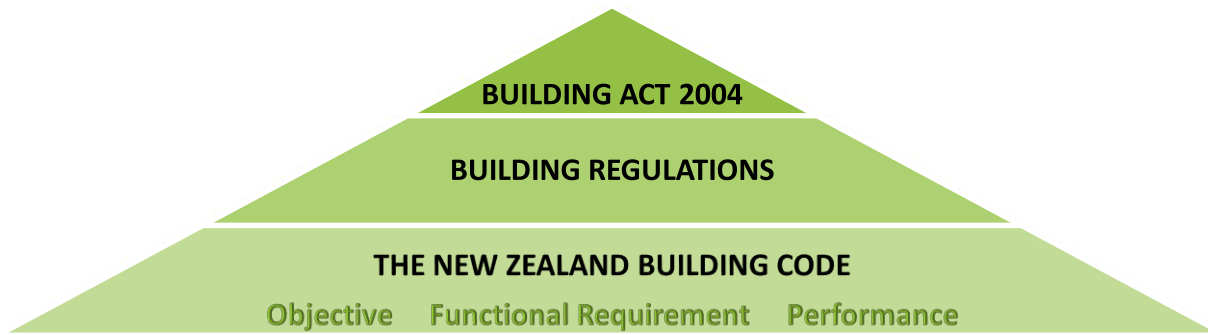 BUILDING ACT 2004
BUILDING REGULATIONS
THE NEW ZEALAND BUILDING CODE
Objective Functional Requirement Performance